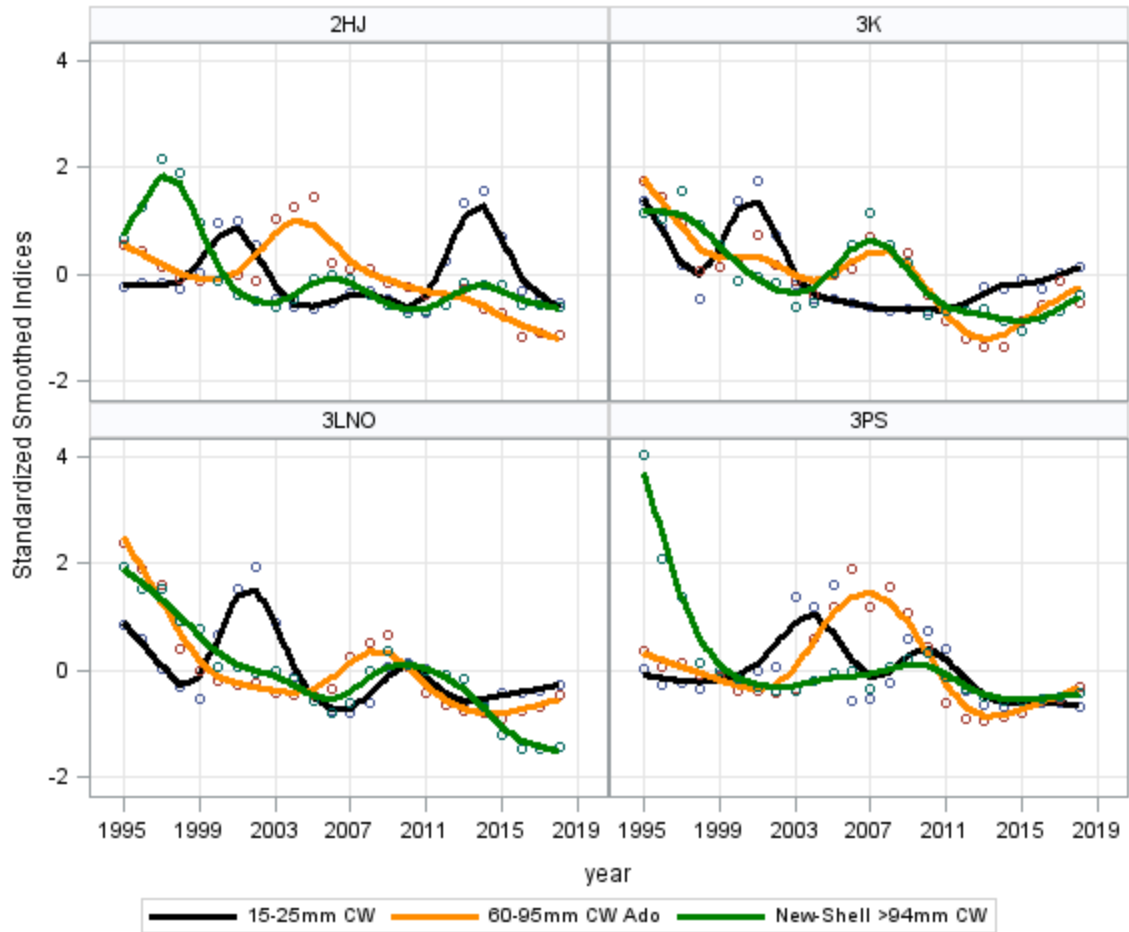 2HJ
3K
4
2
0
-2
3LNO
3PS
4
2
0
-2
Standardized Smoothed Indices
1995 1999 2003 2007 2011 2015 2019
1995 1999 2003 2007 2011 2015 2019
year
15-25mm CW
60-95mm CW Ado
New-Shell >94mm CW